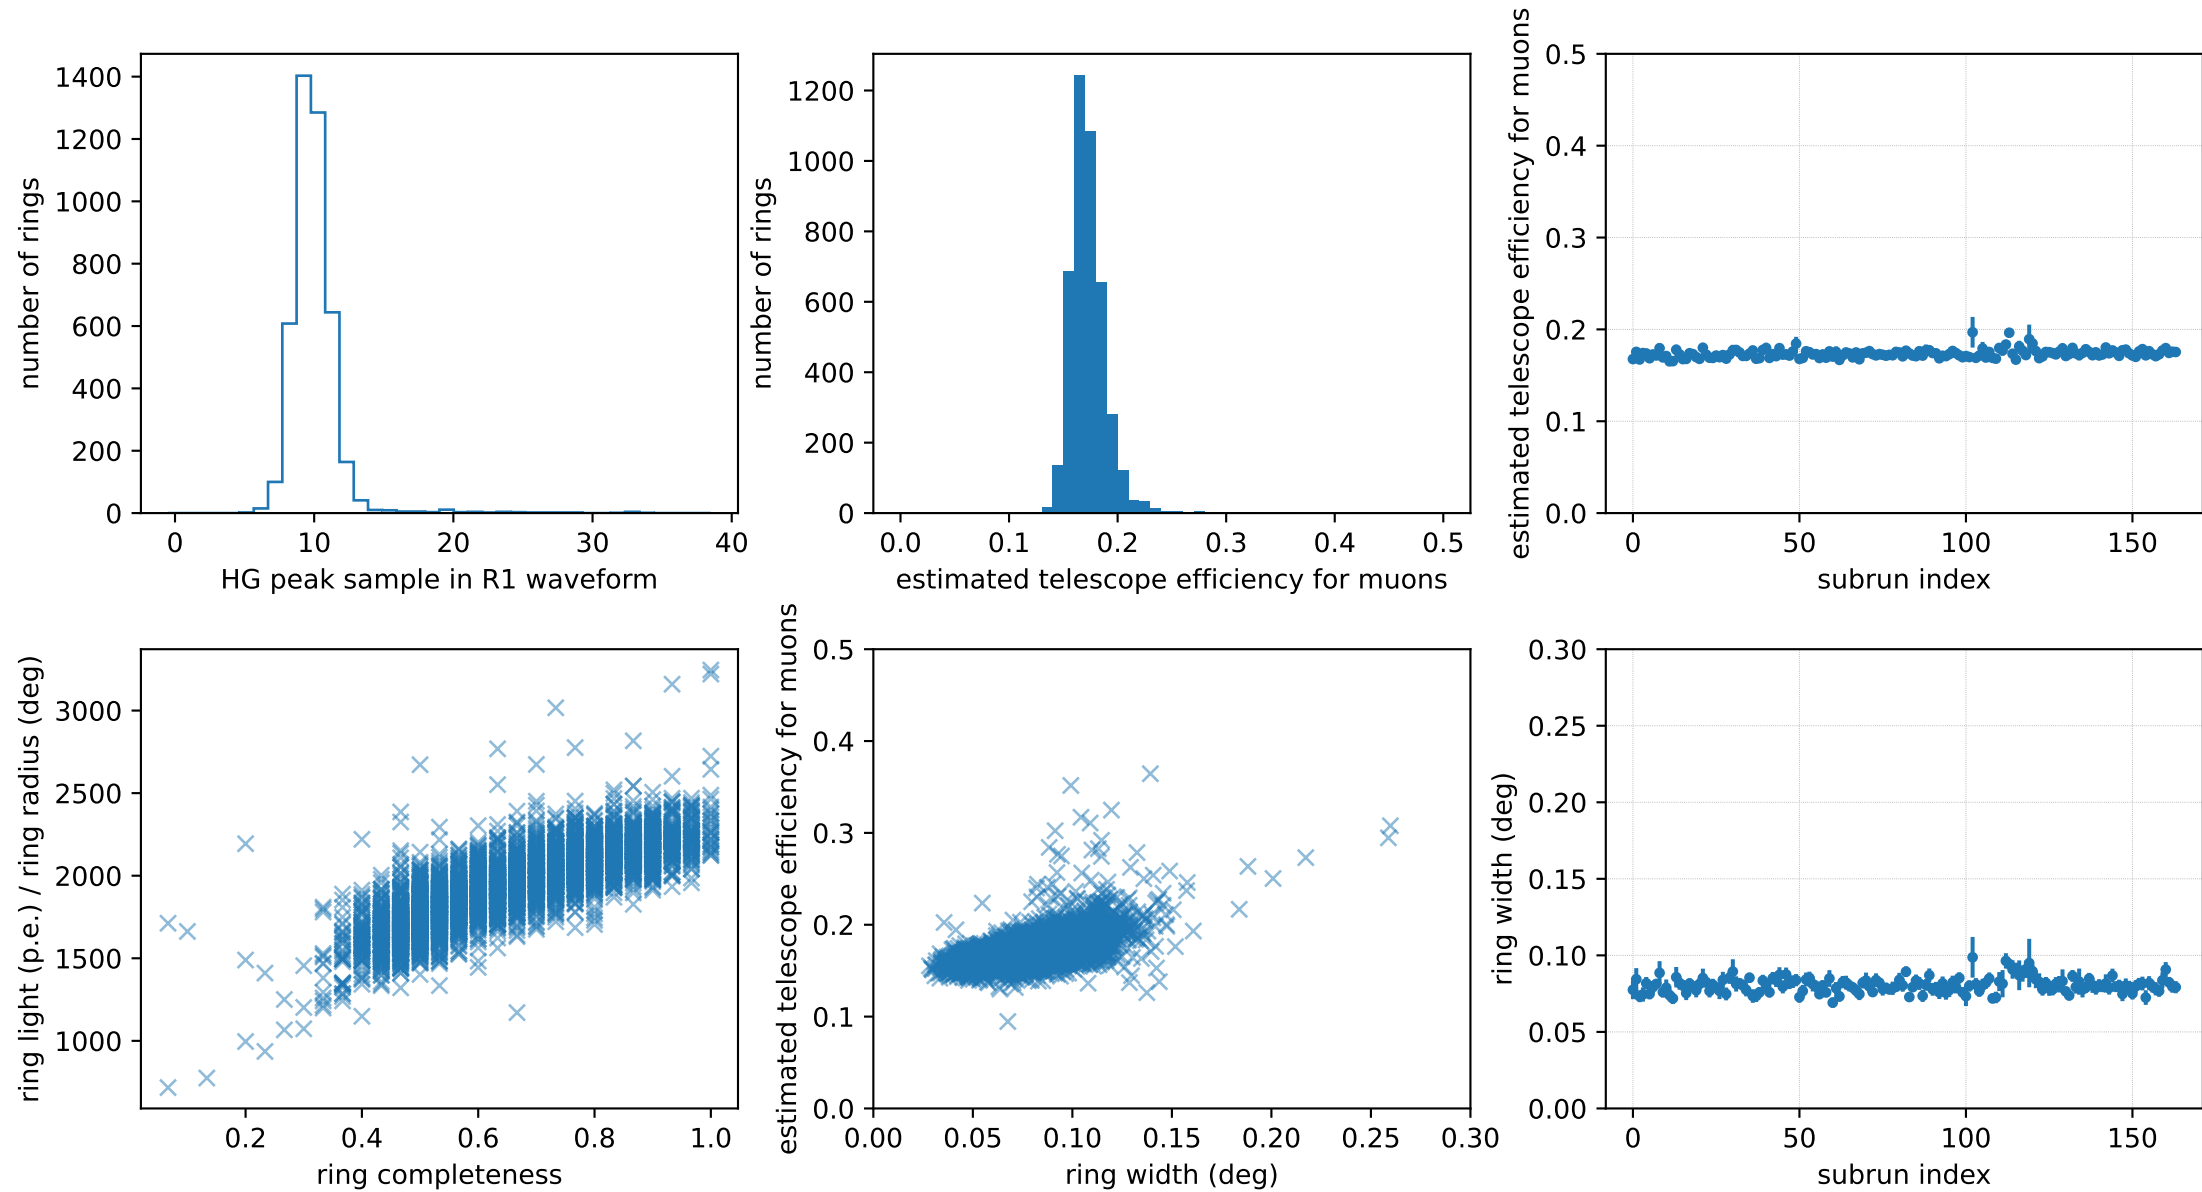 number of rings
1400
1200
1000
800
600
400
200
0
0 10 20 30 40
HG peak sample in R1 waveform
number of rings
1200
1000
800
600
400
200
0
0.0 0.1 0.2 0.3 0.4 0.5
estimated telescope efficiency for muons
estimated telescope efficiency for muons
0.5
0.4
0.3
0.2
0.1
0.0
0 50 100 150
subrun index
ring light (p.e.) / ring radius (deg)
3000
2500
2000
1500
1000
0.2 0.4 0.6 0.8 1.0
ring completeness
estimated telescope efficiency for muons
0.5
0.4
0.3
0.2
0.1
0.0
0.00 0.05 0.10 0.15 0.20 0.25 0.30
ring width (deg)
ring width (deg)
0.30
0.25
0.20
0.15
0.10
0.05
0.00
0 50 100 150
subrun index